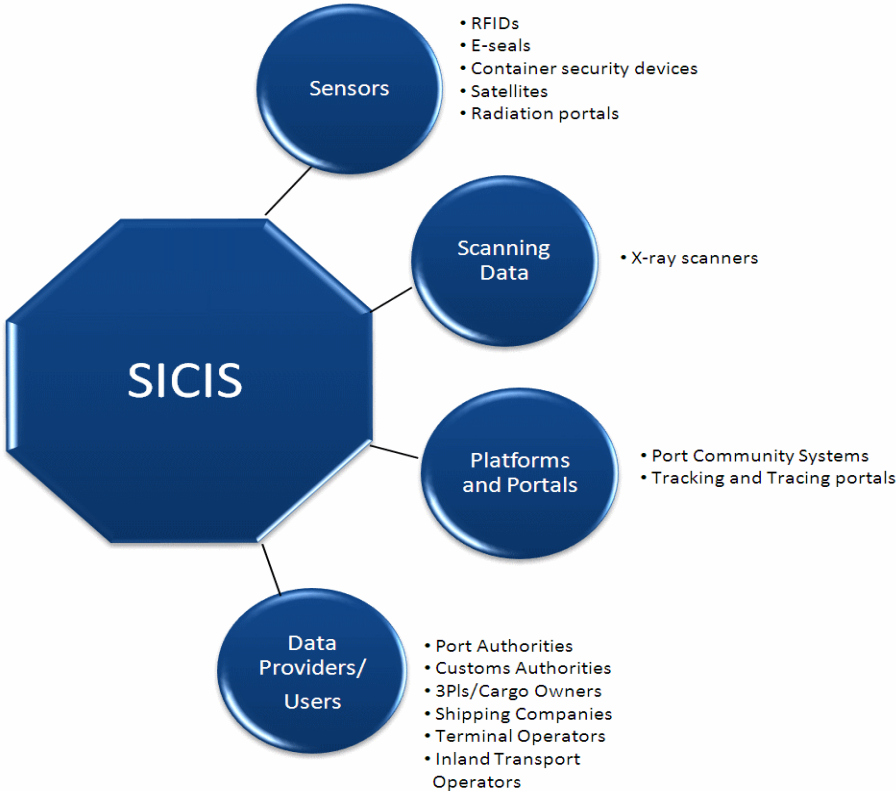 Sensors
• RFIDs
• E-seals
• Container security devices
• Satellites
• Radiation portals
Scanning
Data
• X-ray scanners
SICIS
Platforms
and Portals
• Port Community Systems
• Tracking and Tracing portals
Data
Providers/
Users
• Port Authorities
• Customs Authorities
• 3Pls/Cargo Owners
• Shipping Companies
• Terminal Operators
• Inland Transport
Operators